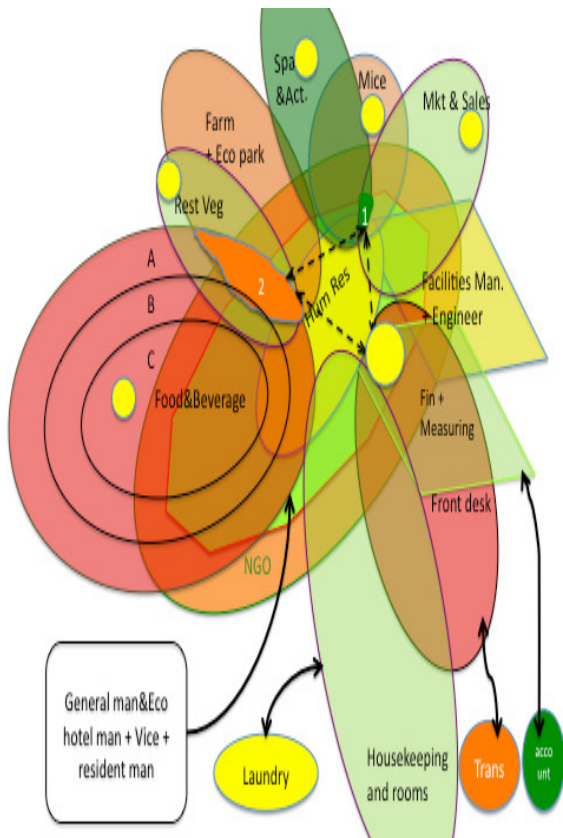 Spa
&Act.
Mice
Mkt & Sales
Farm
+ Eco park
Rest Veg
1
A
2
Hum Res
B
Facilities Man.
+ Engineer
C
Food&Beverage
Fin +
Measuring
Front desk
NGO
General man&Eco
hotel man + Vice +
resident man
Laundry
Housekeeping
and rooms
Trans
acco
unt